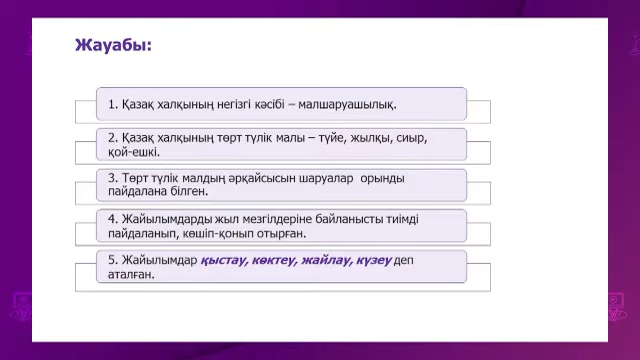 Жауабы:
1. Қазақ халқының негізгі кәсібі – малшаруашылық.
2. Қазақ халқының төрт түлік малы – түйе, жылқы, сиыр,
қой-ешкі.
3. Төрт түлік малдың әрқайсысын шаруалар орынды
пайдалана білген.
4. Жайылымдарды жыл мезгілдеріне байланысты тиімді
пайдаланып, көшіп-қонып отырған.
5. Жайылымдар қыстау, көктеу, жайлау, күзеу деп
аталған.